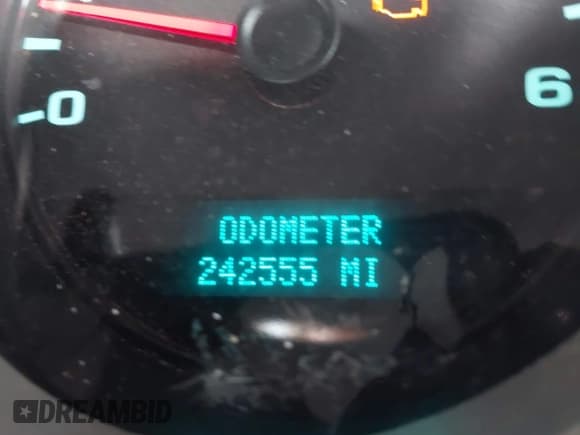 -0
6
ODOMETER
242555 MI
DREAMBID